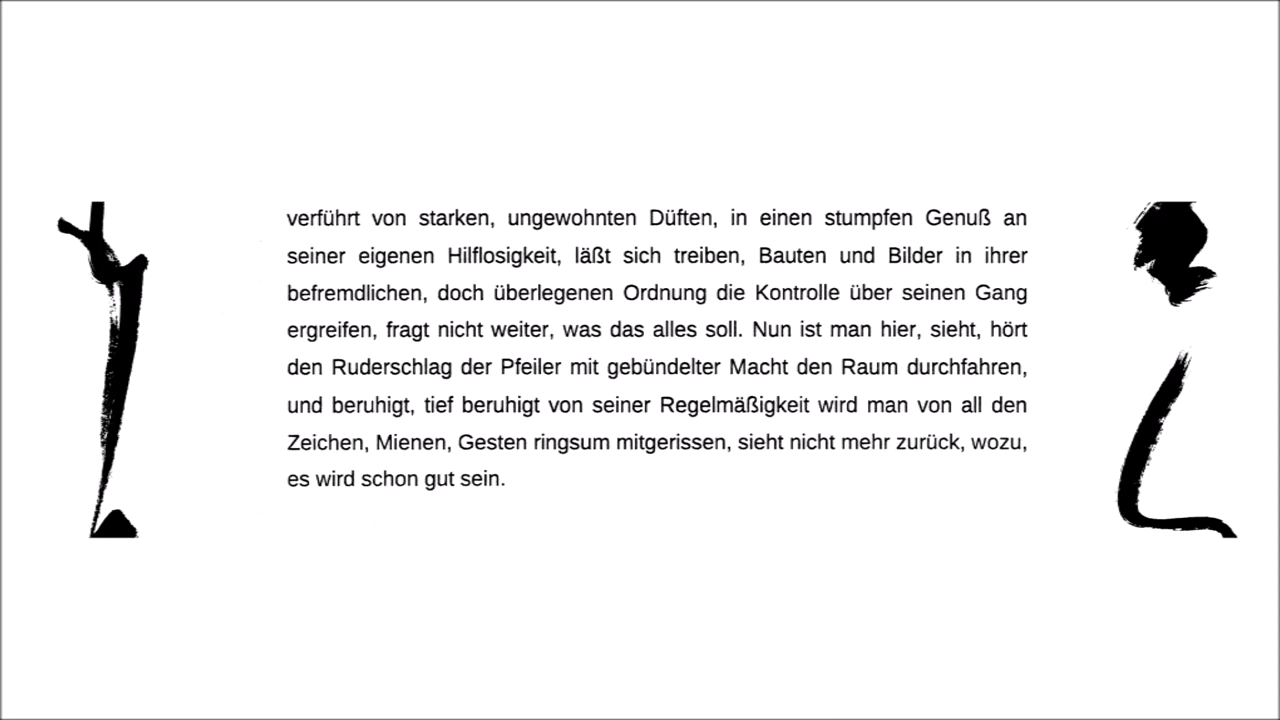 verführt von starken, ungewohnten Düften, in einen stumpfen Genuß an
seiner eigenen Hilflosigkeit, läßt sich treiben, Bauten und Bilder in ihrer
befremdlichen, doch überlegenen Ordnung die Kontrolle über seinen Gang
ergreifen, fragt nicht weiter, was das alles soll. Nun ist man hier, sieht, hört
den Ruderschlag der Pfeiler mit gebündelter Macht den Raum durchfahren,
und beruhigt, tief beruhigt von seiner Regelmäßigkeit wird man von all den
Zeichen, Mienen, Gesten ringsum mitgerissen, sieht nicht mehr zurück, wozu,
es wird schon gut sein.